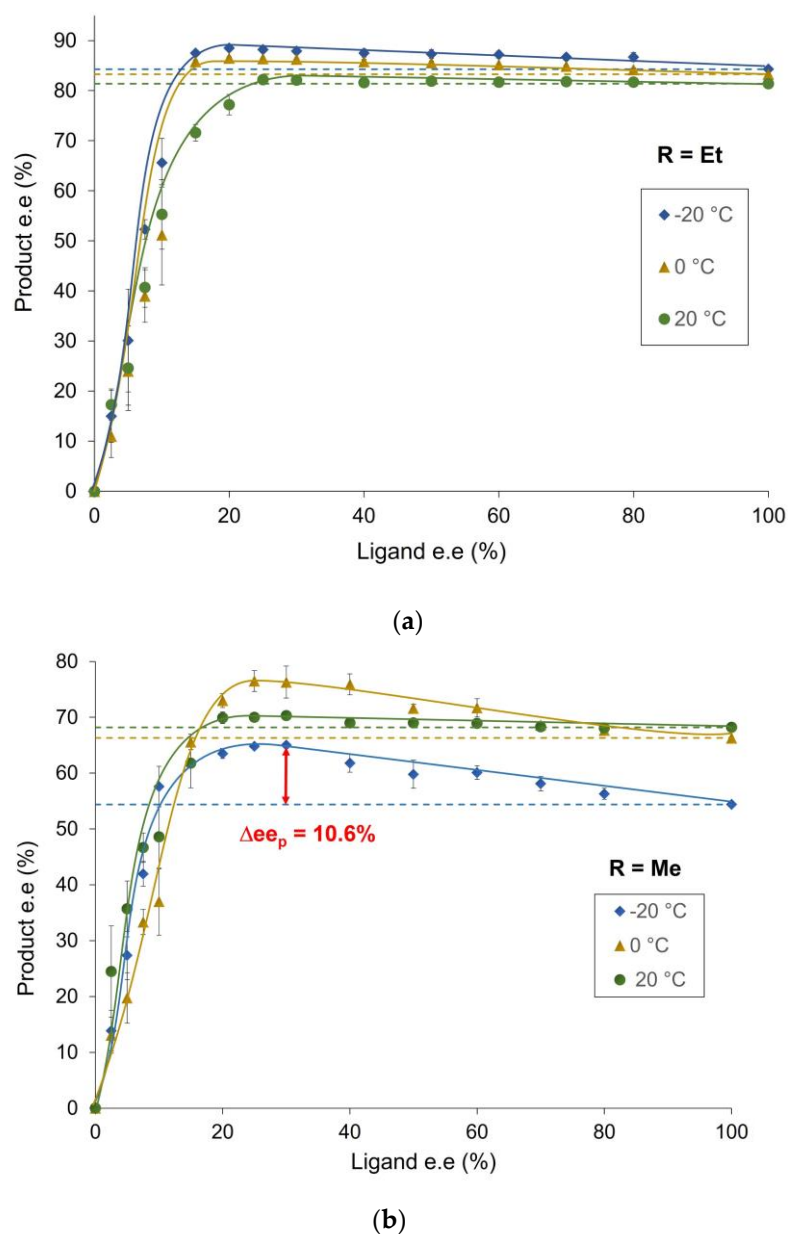 90
80
70
60
50
40
30
20
10
0
Product e.e (%)
R = Et
-20 °C
0 °C
20 °C
0 20 40 60 80 100
Ligand e.e (%)
(a)
80
70
60
50
40
30
20
10
0
Product e.e (%)
Δeeₚ = 10.6%
R = Me
-20 °C
0 °C
20 °C
0 20 40 60 80 100
Ligand e.e (%)
(b)